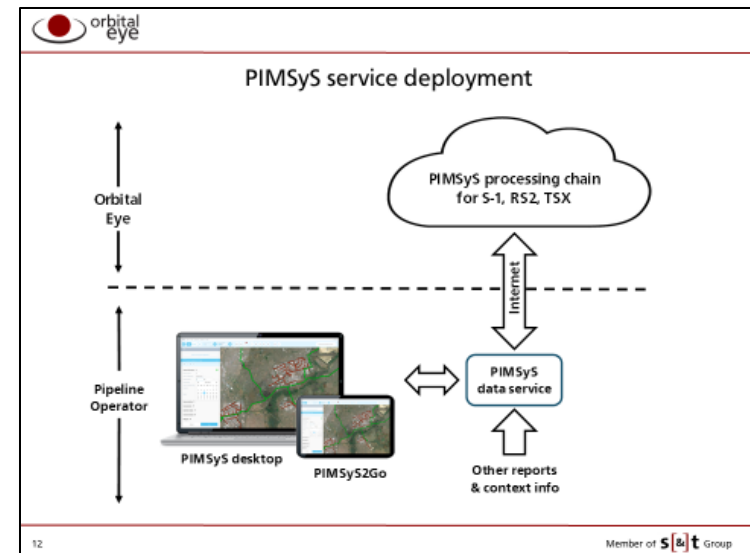 orbital
eye
PIMSyS service deployment
PIMSyS processing chain
for S-1, RS2, TSX
Orbital
Eye
Internet
Pipeline
Operator
PIMSyS
data service
PIMSyS desktop
PIMSyS2Go
Other reports
& context info
12
Member of s[&]t Group